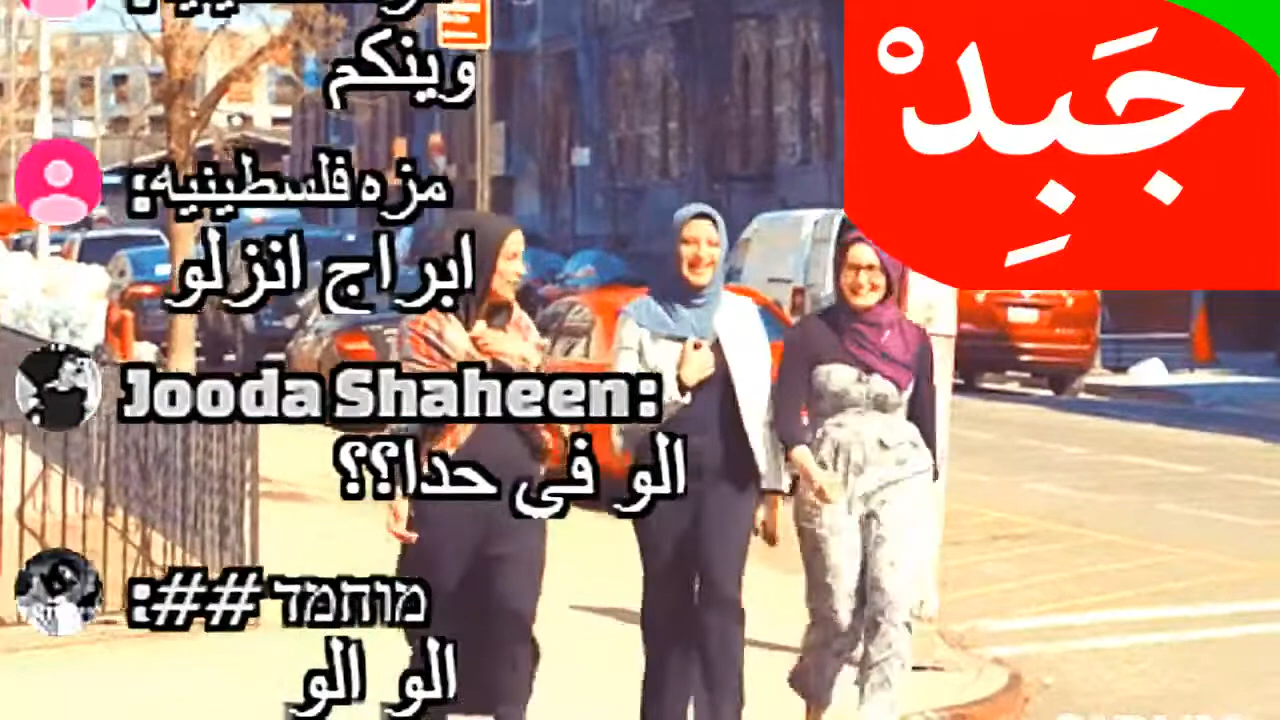 جَبِدْ
وينكم
مزه فلسطينيه:
ابراج انزلو
Jooda Shaheen:
الو في حدا؟؟
מוחמד ##:
الو الو